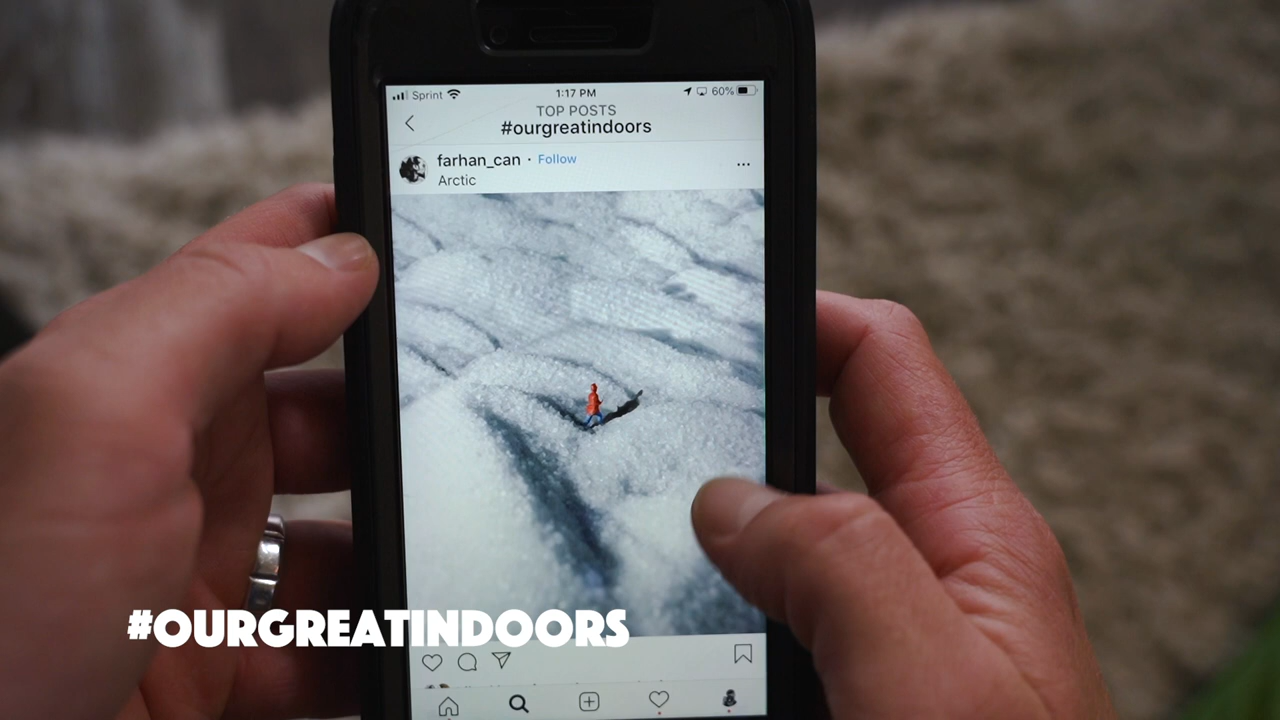 Sprint 1:17 PM 60%
TOP POSTS
#ourgreatindoors
farhan_can · Follow
...
Arctic
#OURGREATINDOORS